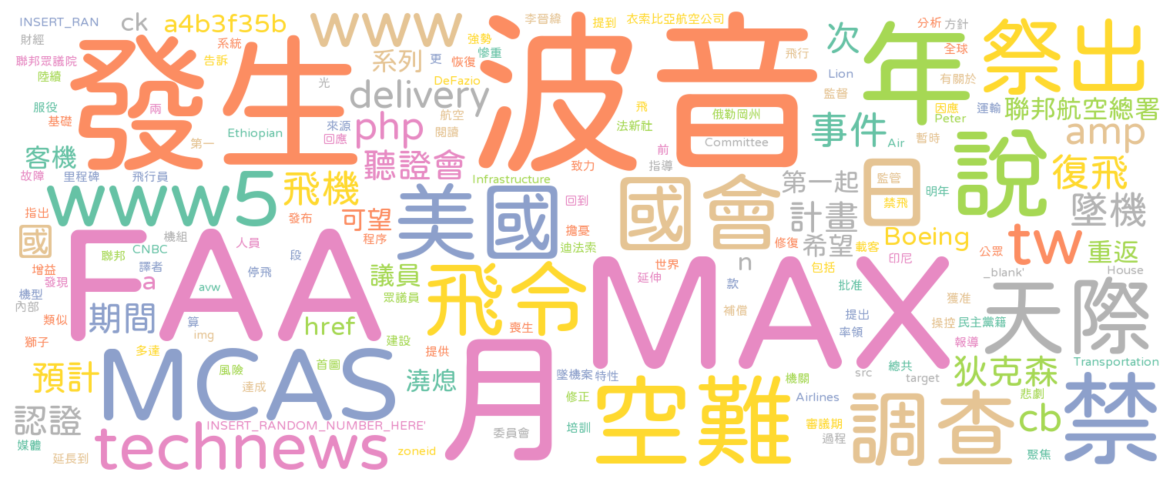 INSERT_RAN
ck
a4b3f35b
www
李晉緯
提到
衣索比亞航空公司
次
年
分析
方針
祭出
財經
發生
系統
系列
更
強勢
慘重
恢復
波音
飛行
全球
聯邦眾議院
告訴
光
DeFazio
Lion
有關於
陸續
delivery
監督
服役
兩
航空
飛
俄勒岡州
因應
運輸
聯邦航空總署
基礎
Ethiopian
來源
php
閱讀
法新社
事件
Peter
暫時
amp
第一
回應
Committee
Air
客機
聽證會
前
說
故障
里程碑
飛行員
飛機
Infrastructure
致力
指導
第一起
日
監管
復飛
www5
美國
國會
禁飛
明年
指出
發布
可望
回到
計畫
墜機
國
機組
程序
擔憂
迪法索
修復
希望
載客
Boeing
tw
FAA
人員
聯邦
CNBC
公眾
重返
增益
fa
譯者
停飛
段
議員
飛令
世界
n
包括
印尼
_blank'
House
發現
機型
avw
眾議員
延伸
MAX
款
批准
天際
內部
期間
獲准
類似
算
href
補償
提出
操控
民主黨籍
獅子
img
建設
喪生
率領
報導
多達
首圖
提供
預計
MCAS
風險
澆熄
月
墜機案
特性
機關
src
總共
target
狄克森
Transportation
達成
空難
修正
Airlines
悲劇
禁
認證
technews
INSERT_RANDOM_NUMBER_HERE'
委員會
培訓
審議期
調查
cb
過程
媒體
延長到
zoneid
聚焦